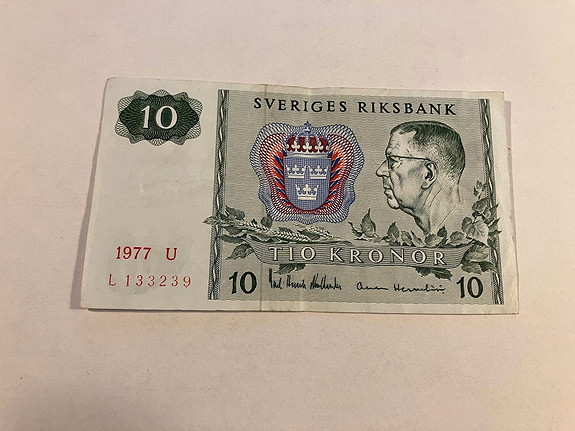 10
SVERIGES RIKSBANK
1977 U
L 133239
TIO KRONOR
10 10